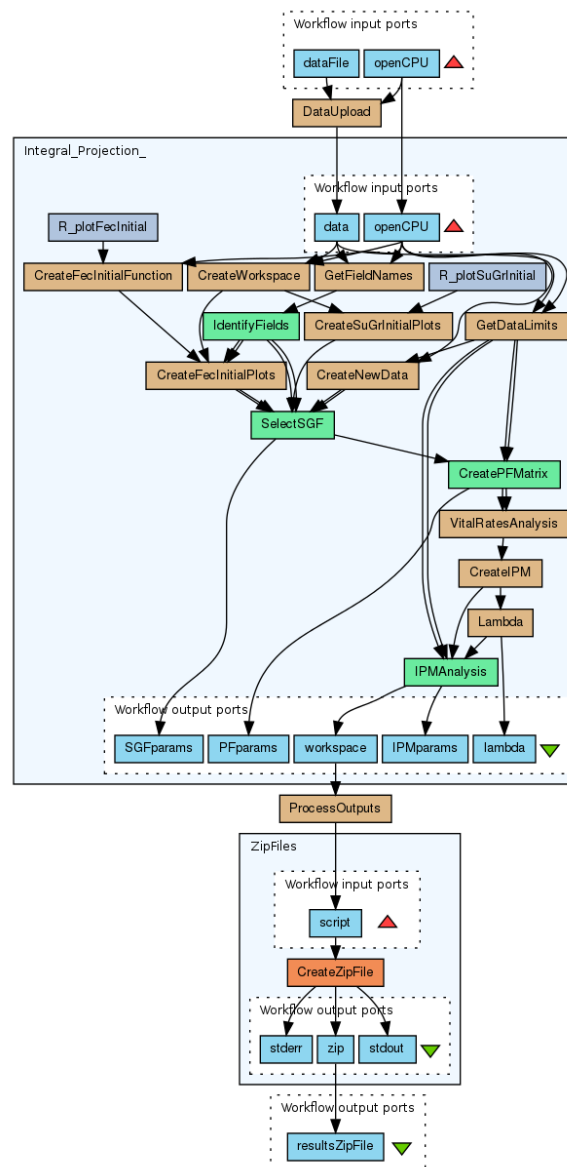 Workflow input ports
dataFile
openCPU
DataUpload
Integral_Projection_
Workflow input ports
R_plotFecInitial
data
openCPU
CreateFecInitialFunction
CreateWorkspace
GetFieldNames
R_plotSuGrInitial
IdentifyFields
CreateSuGrInitialPlots
GetDataLimits
CreateFecInitialPlots
CreateNewData
SelectSGF
CreatePFMatrix
VitalRatesAnalysis
CreateIPM
Lambda
IPMAnalysis
Workflow output ports
SGFparams
PFparams
workspace
IPMparams
lambda
ProcessOutputs
ZipFiles
Workflow input ports
script
CreateZipFile
Workflow output ports
stderr
zip
stdout
Workflow output ports
resultsZipFile